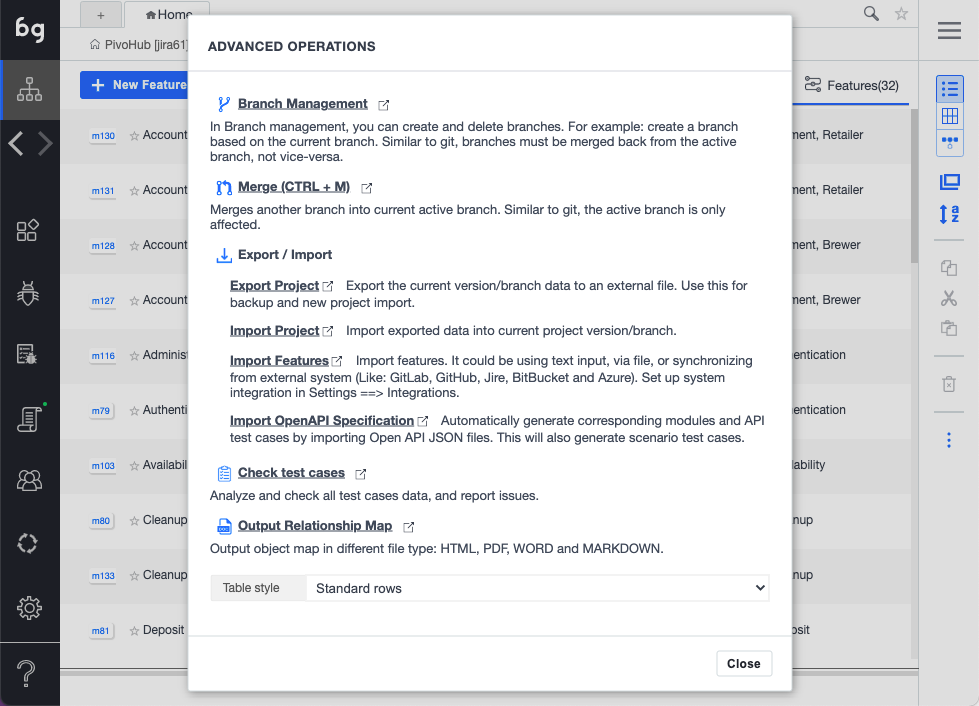 bg
+
Home
PivoHub [jira61]
ADVANCED OPERATIONS
New Feature
Features(32)
Branch Management
In Branch management, you can create and delete branches. For example: create a branch
based on the current branch. Similar to git, branches must be merged back from the active
branch, not vice-versa.
Merge (CTRL + M)
Merges another branch into current active branch. Similar to git, the active branch is only
affected.
Export / Import
Export Project Export the current version/branch data to an external file. Use this for
backup and new project import.
Import Project Import exported data into current project version/branch.
Import Features Import features. It could be using text input, via file, or synchronizing
from external system (Like: GitLab, GitHub, Jire, BitBucket and Azure). Set up system
integration in Settings ==> Integrations.
Import OpenAPI Specification Automatically generate corresponding modules and API
test cases by importing Open API JSON files. This will also generate scenario test cases.
Check test cases
Analyze and check all test cases data, and report issues.
Output Relationship Map
Output object map in different file type: HTML, PDF, WORD and MARKDOWN.
Table style Standard rows
Close
m130 Account ment, Retailer
m131 Account ment, Retailer
m128 Account ment, Brewer
m127 Account ment, Brewer
m116 Adminis entication
m79 Authenti entication
m103 Availabil ability
m80 Cleanup nup
m133 Cleanup nup
m81 Deposit osit
a
z